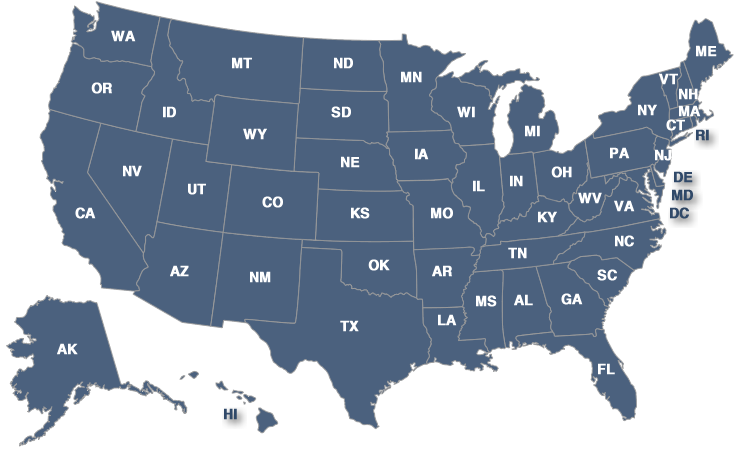 WA
MT
ND
MN
ME
VT
NH
OR
ID
SD
WI
NY
MA
CT
RI
WY
MI
NE
IA
PA
NJ
NV
UT
CO
IL
IN
OH
DE
MD
DC
CA
KS
MO
KY
WV
VA
AZ
NM
OK
AR
TN
NC
SC
TX
LA
MS
AL
GA
AK
FL
HI